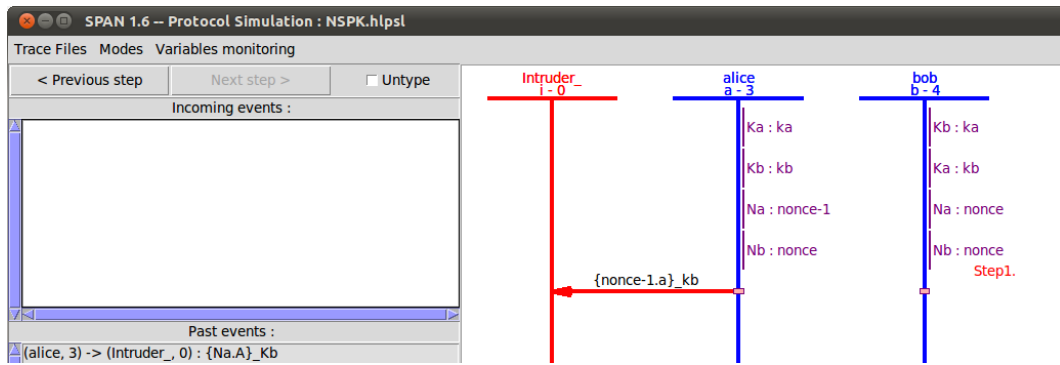 SPAN 1.6 -- Protocol Simulation : NSPK.hlpsl
Trace Files Modes Variables monitoring
< Previous step Next step > Untype
Incoming events :
Past events :
(alice, 3) -> (Intruder_, 0) : {Na.A}_Kb
Intruder_ alice bob
i - 0 a - 3 b - 4
Ka : ka Kb : ka
Kb : kb Ka : kb
Na : nonce-1 Na : nonce
Nb : nonce Nb : nonce
Step1.
{nonce-1.a}_kb